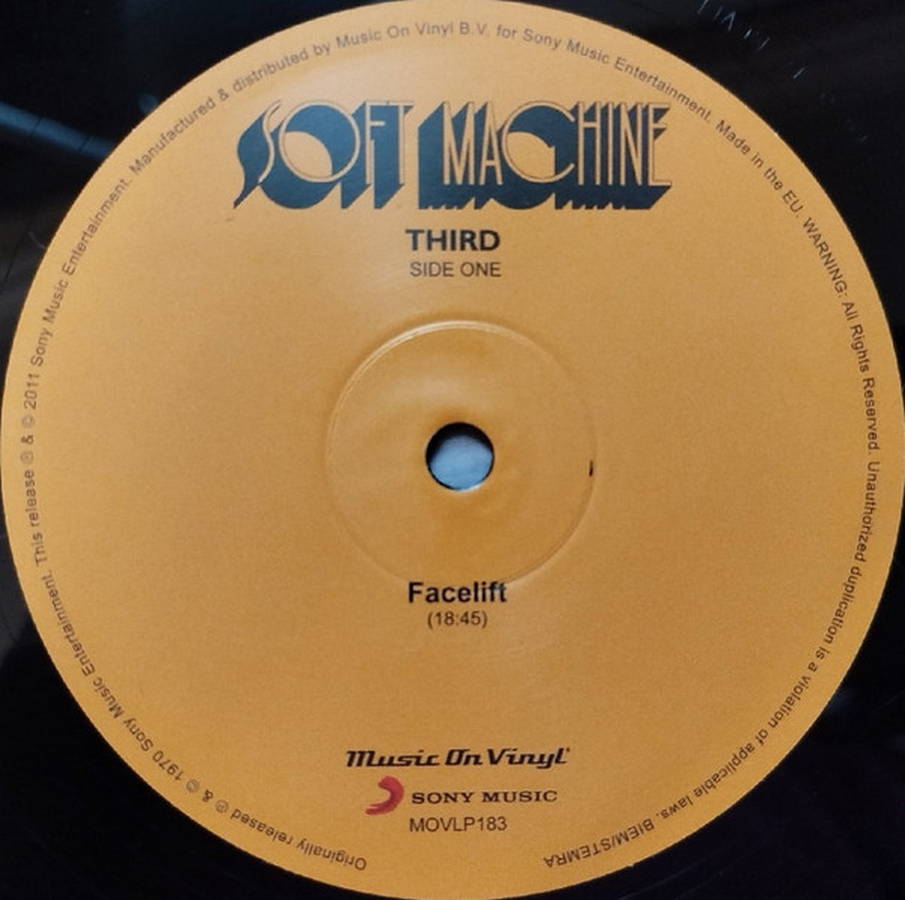 SOFT MACHINE
THIRD
SIDE ONE
Facelift
(18:45)
Music On Vinyl
SONY MUSIC
MOVLP183
Originally released ℗ & © 1970 Sony Music Entertainment. This release ℗ & © 2011 Sony Music Entertainment. Manufactured & distributed by Music On Vinyl B.V. for Sony Music Entertainment. Made in the EU. WARNING: All Rights Reserved. Unauthorized duplication is a violation of applicable laws. BIEM/STEMRA